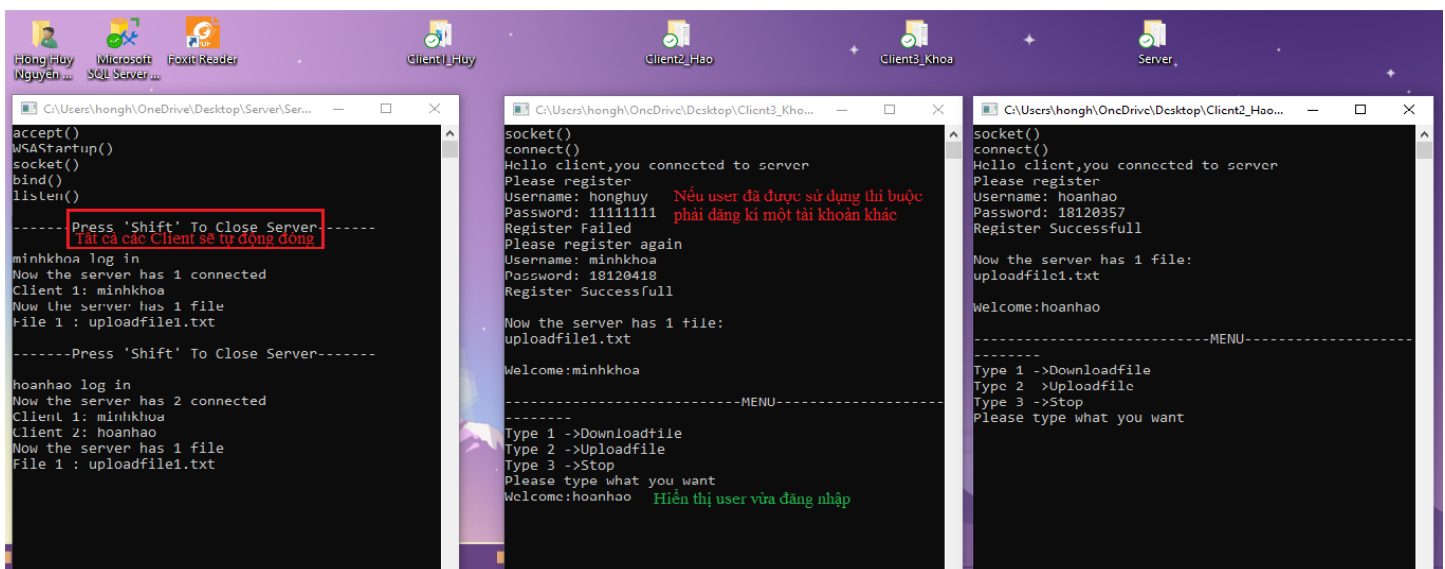 Hồng Huy
Nguyễn ...
Microsoft
SQL Server ...
Foxit Reader
Client1_Huy
Client2_Hao
Client3_Khoa
Server
C:\Users\hongh\OneDrive\Desktop\Server\Ser...
accept()
WSAStartup()
socket()
bind()
listen()
-------Press 'Shift' To Close Server-------
Tất cả các Client sẽ tự động đóng
minhkhoa log in
Now the server has 1 connected
Client 1: minhkhoa
Now the server has 1 file
File 1 : uploadfile1.txt
-------Press 'Shift' To Close Server-------
hoanhao log in
Now the server has 2 connected
Client 1: minhkhoa
Client 2: hoanhao
Now the server has 1 file
File 1 : uploadfile1.txt
C:\Users\hongh\OneDrive\Desktop\Client3_Kho...
socket()
connect()
Hello client,you connected to server
Please register
Username: honghuy
Nếu user đã được sử dụng thì buộc
Password: 11111111
phải đăng kí một tài khoản khác
Register Failed
Please register again
Username: minhkhoa
Password: 18120418
Register Successfull
Now the server has 1 file:
uploadfile1.txt
Welcome:minhkhoa
----------------------------MENU--------------------
--------
Type 1 ->Downloadfile
Type 2 ->Uploadfile
Type 3 ->Stop
Please type what you want
Welcome:hoanhao
Hiển thị user vừa đăng nhập
C:\Users\hongh\OneDrive\Desktop\Client2_Hao...
socket()
connect()
Hello client,you connected to server
Please register
Username: hoanhao
Password: 18120357
Register Successfull
Now the server has 1 file:
uploadfile1.txt
Welcome:hoanhao
----------------------------MENU--------------------
--------
Type 1 ->Downloadfile
Type 2 ->Uploadfile
Type 3 ->Stop
Please type what you want